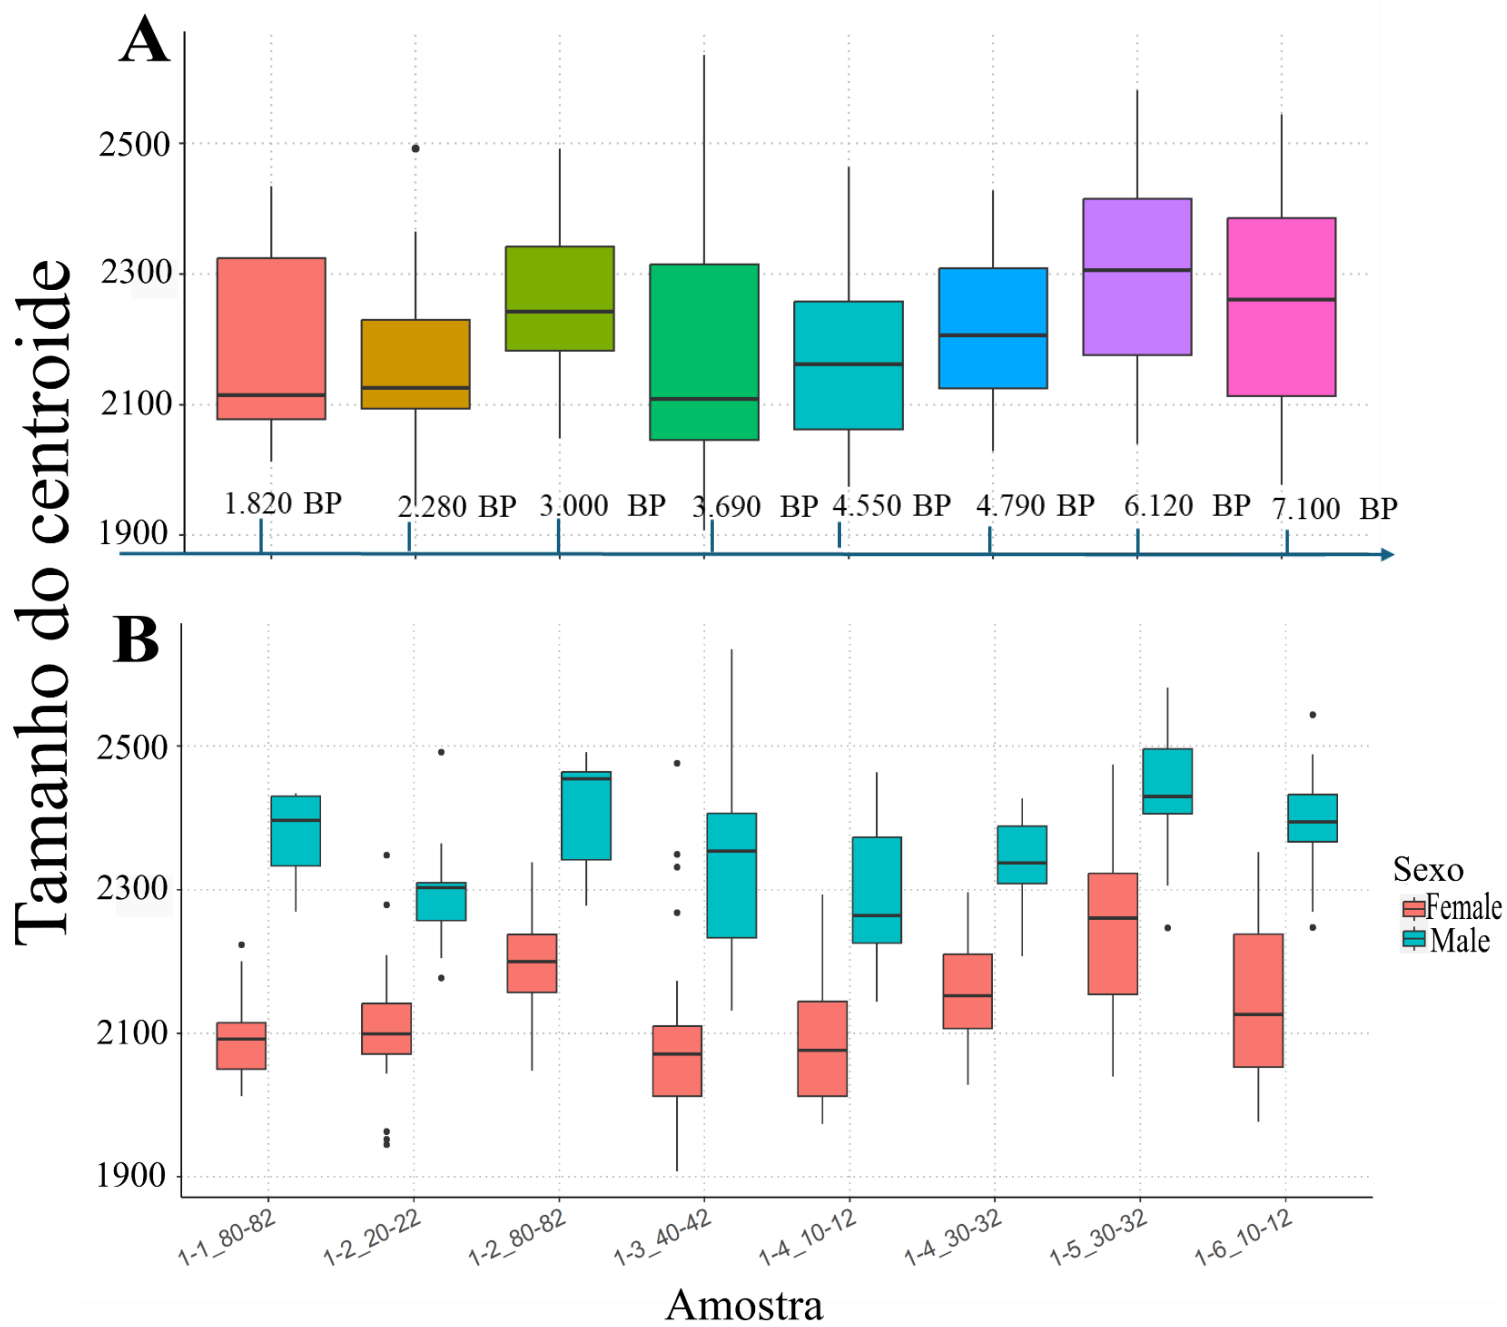 A
Tamanho do centroide
2500
2300
2100
1900
1.820 BP
2.280 BP
3.000 BP
3.690 BP
4.550 BP
4.790 BP
6.120 BP
7.100 BP
B
2500
2300
2100
1900
Sexo
Female
Male
1-1_80-82
1-2_20-22
1-2_80-82
1-3_40-42
1-4_10-12
1-4_30-32
1-5_30-32
1-6_10-12
Amostra